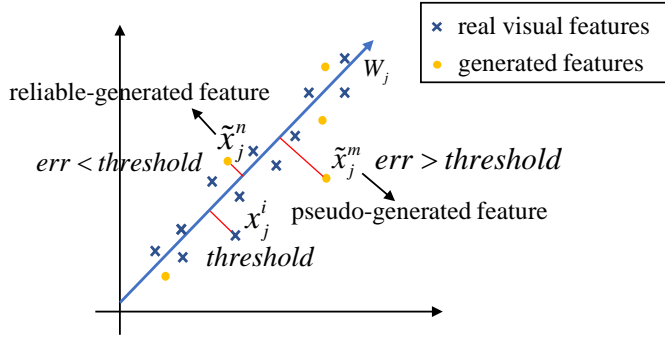 × real visual features
● generated features
W_j
reliable-generated feature
x̃_j^n
err < threshold
x̃_j^m err > threshold
pseudo-generated feature
x_j^i
threshold